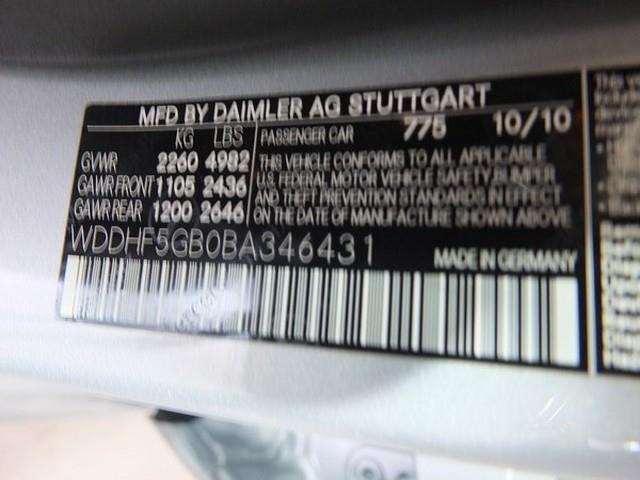 MFD BY DAIMLER AG STUTTGART
KG LBS PASSENGER CAR 775 10/10
GVWR 2260 4982 THIS VEHICLE CONFORMS TO ALL APPLICABLE
GAWR FRONT 1105 2436 U.S. FEDERAL MOTOR VEHICLE SAFETY, BUMPER
AND THEFT PREVENTION STANDARDS IN EFFECT
GAWR REAR 1200 2646 ON THE DATE OF MANUFACTURE SHOWN ABOVE
WDDHF5GB0BA346431 MADE IN GERMANY